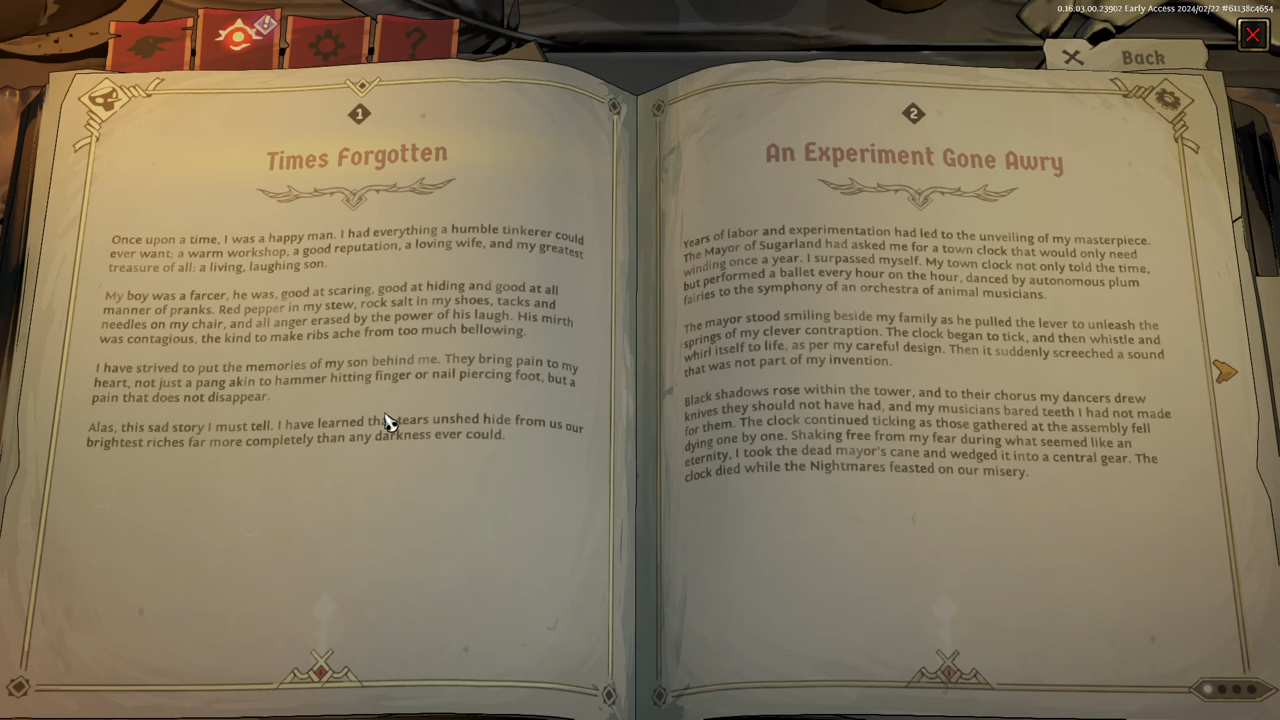 0.16.03.00.23902 Early Access 2024/02/22 #61138c4654
Back
1
Times Forgotten
Once upon a time, I was a happy man. I had everything a humble tinkerer could
ever want: a warm workshop, a good reputation, a loving wife, and my greatest
treasure of all: a living, laughing son.
My boy was a farcer, he was, good at scaring, good at hiding and good at all
manner of pranks. Red pepper in my stew, rock salt in my shoes, tacks and
needles on my chair, and all anger erased by the power of his laugh. His mirth
was contagious, the kind to make ribs ache from too much bellowing.
I have strived to put the memories of my son behind me. They bring pain to my
heart, not just a pang akin to hammer hitting finger or nail piercing foot, but a
pain that does not disappear.
Alas, this sad story I must tell. I have learned that tears unshed hide from us our
brightest riches far more completely than any darkness ever could.
2
An Experiment Gone Awry
Years of labor and experimentation had led to the unveiling of my masterpiece.
The Mayor of Sugarland had asked me for a town clock that would only need
winding once a year. I surpassed myself. My town clock not only told the time,
but performed a ballet every hour on the hour, danced by autonomous plum
fairies to the symphony of an orchestra of animal musicians.
The mayor stood smiling beside my family as he pulled the lever to unleash the
springs of my clever contraption. The clock began to tick, and then whistle and
whirl itself to life, as per my careful design. Then it suddenly screeched a sound
that was not part of my invention.
Black shadows rose within the tower, and to their chorus my dancers drew
knives they should not have had, and my musicians bared teeth I had not made
for them. The clock continued ticking as those gathered at the assembly fell
dying one by one. Shaking free from my fear during what seemed like an
eternity, I took the dead mayor's cane and wedged it into a central gear. The
clock died while the Nightmares feasted on our misery.